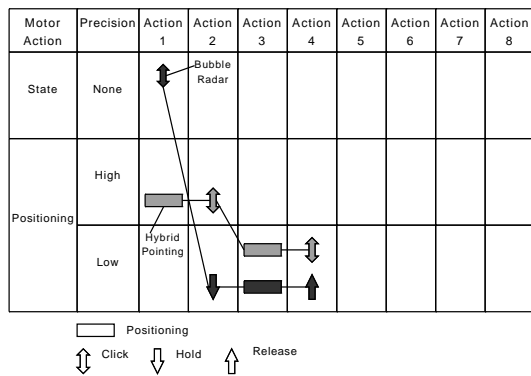 Motor Action
Precision
Action 1
Action 2
Action 3
Action 4
Action 5
Action 6
Action 7
Action 8
State
None
Bubble
Radar
Positioning
High
Hybrid
Pointing
Low
Positioning
Click
Hold
Release